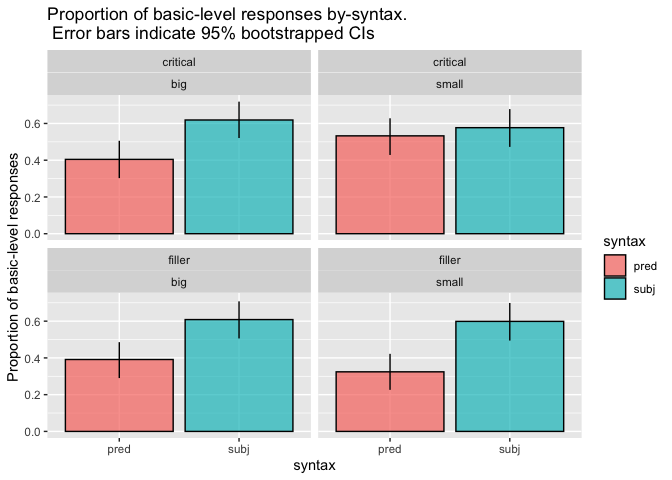 Proportion of basic-level responses by-syntax.
Error bars indicate 95% bootstrapped CIs
critical
big
critical
small
0.6
0.4
0.2
0.0
filler
big
filler
small
0.6
0.4
0.2
0.0
pred
subj
pred
subj
syntax
Proportion of basic-level responses
syntax
pred
subj